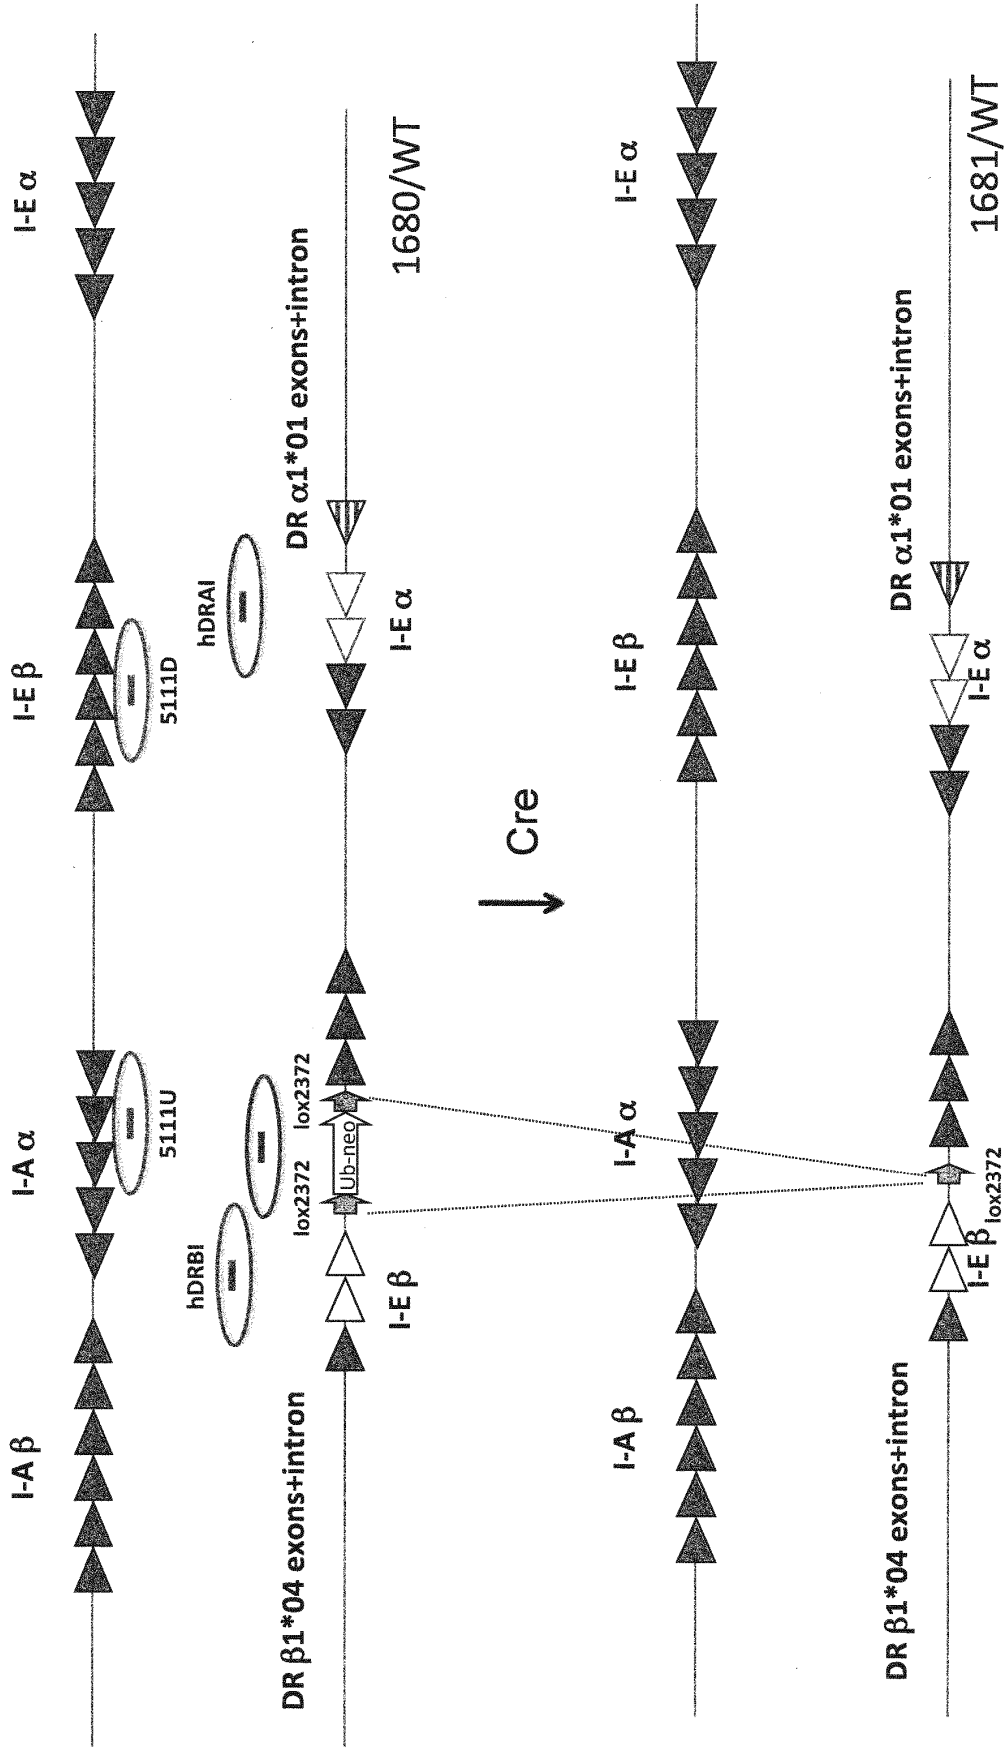 I-A β
I-A α
I-E β
I-E α
5111U
5111D
hDRBI
hDRAI
DR β1*04 exons+intron
lox2372
lox2372
DR α1*01 exons+intron
Ub-neo
I-E β
I-E α
1680/WT
Cre
I-A β
I-A α
I-E β
I-E α
DR β1*04 exons+intron
DR α1*01 exons+intron
I-E β
lox2372
I-E α
1681/WT